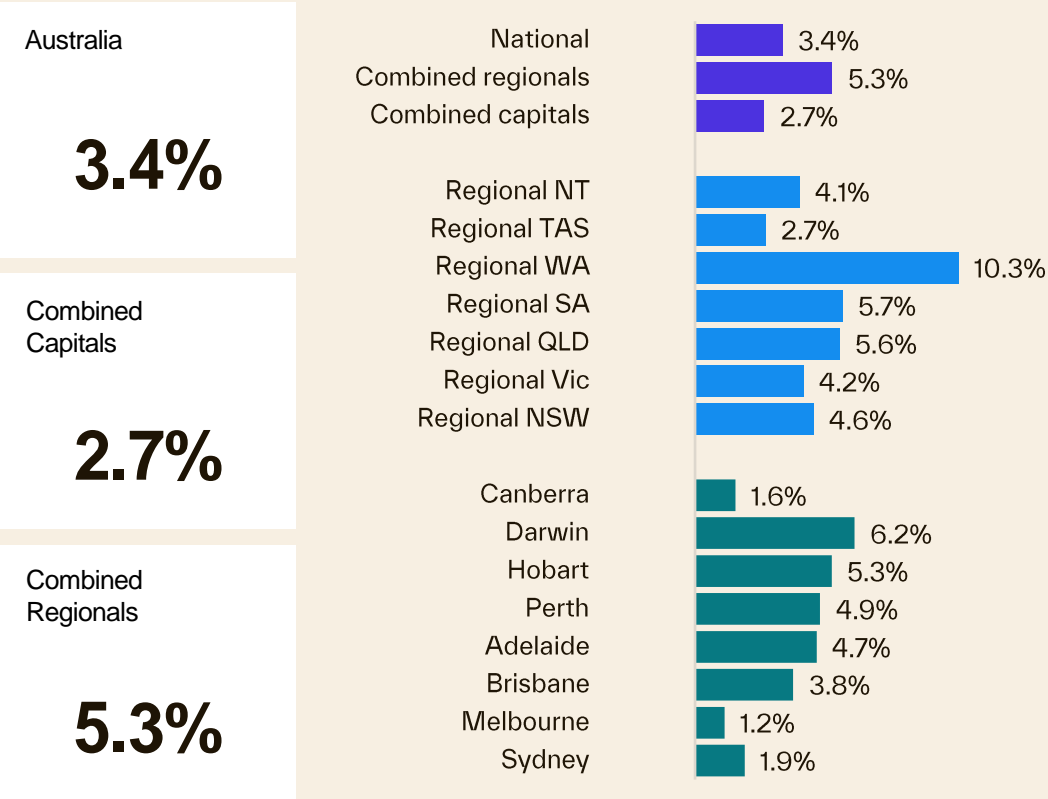 Australia
3.4%
Combined
Capitals
2.7%
Combined
Regionals
5.3%
National 3.4%
Combined regionals 5.3%
Combined capitals 2.7%
Regional NT 4.1%
Regional TAS 2.7%
Regional WA 10.3%
Regional SA 5.7%
Regional QLD 5.6%
Regional Vic 4.2%
Regional NSW 4.6%
Canberra 1.6%
Darwin 6.2%
Hobart 5.3%
Perth 4.9%
Adelaide 4.7%
Brisbane 3.8%
Melbourne 1.2%
Sydney 1.9%